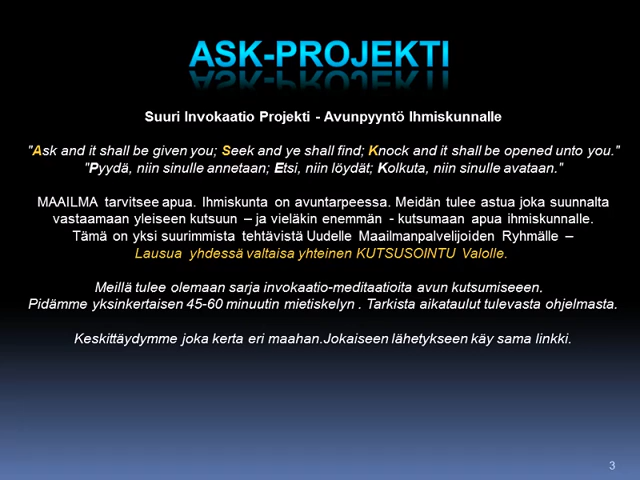 ASK-PROJEKTI
Suuri Invokaatio Projekti - Avunpyyntö Ihmiskunnalle
"Ask and it shall be given you; Seek and ye shall find; Knock and it shall be opened unto you."
"Pyydä, niin sinulle annetaan; Etsi, niin löydät; Kolkuta, niin sinulle avataan."
MAAILMA tarvitsee apua. Ihmiskunta on avuntarpeessa. Meidän tulee astua joka suunnalta
vastaamaan yleiseen kutsuun – ja vieläkin enemmän - kutsumaan apua ihmiskunnalle.
Tämä on yksi suurimmista tehtävistä Uudelle Maailmanpalvelijoiden Ryhmälle –
Lausua yhdessä valtaisa yhteinen KUTSUSOINTU Valolle.
Meillä tulee olemaan sarja invokaatio-meditaatioita avun kutsumiseeen.
Pidämme yksinkertaisen 45-60 minuutin mietiskelyn . Tarkista aikataulut tulevasta ohjelmasta.
Keskittäydymme joka kerta eri maahan.Jokaiseen lähetykseen käy sama linkki.
3